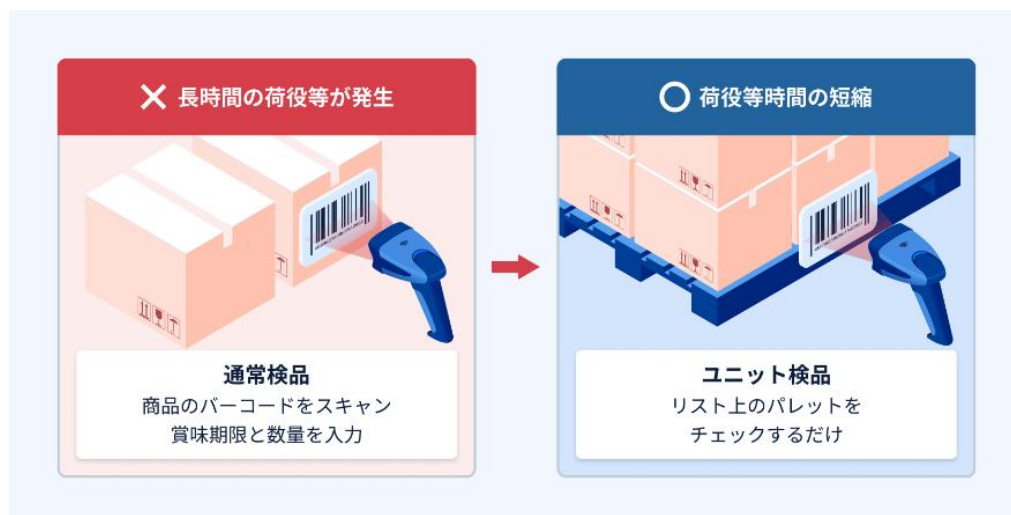 ✕ 長時間の荷役等が発生
通常検品
商品のバーコードをスキャン
賞味期限と数量を入力
○ 荷役等時間の短縮
ユニット検品
リスト上のパレットを
チェックするだけ